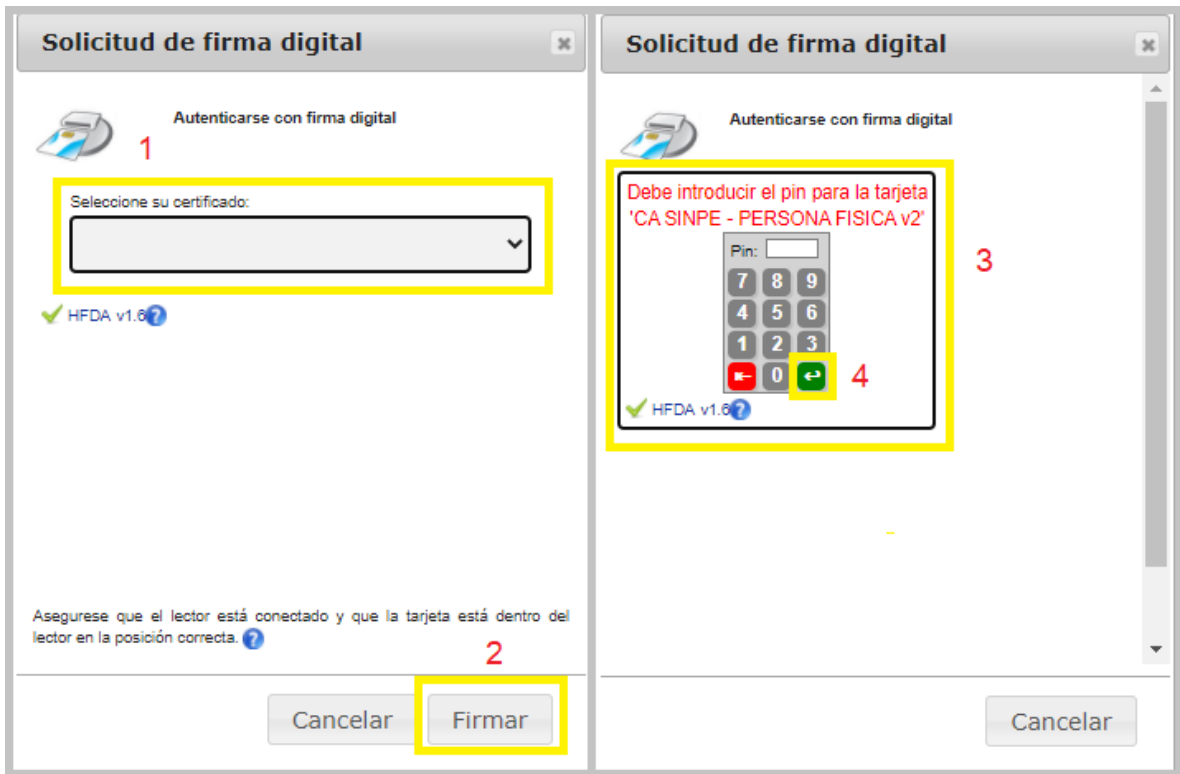 Solicitud de firma digital
Autenticarse con firma digital
1
Seleccione su certificado:
HFDA v1.6
Asegurese que el lector está conectado y que la tarjeta está dentro del
lector en la posición correcta.
2
Cancelar
Firmar
Solicitud de firma digital
Autenticarse con firma digital
Debe introducir el pin para la tarjeta
'CA SINPE - PERSONA FISICA v2'
3
Pin:
7 8 9
4 5 6
1 2 3
0
4
HFDA v1.6
Cancelar